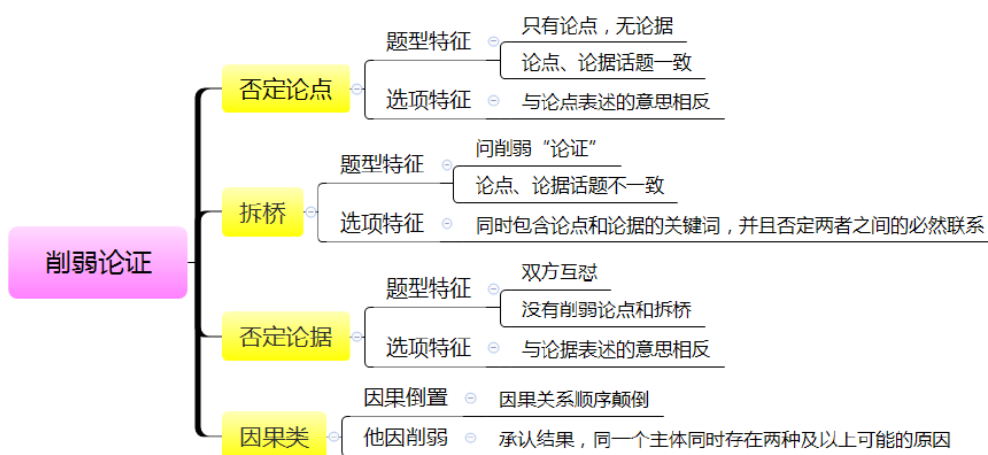 削弱论证
否定论点
题型特征
只有论点，无论据
论点、论据话题一致
选项特征
与论点表述的意思相反
拆桥
题型特征
问削弱“论证”
论点、论据话题不一致
选项特征
同时包含论点和论据的关键词，并且否定两者之间的必然联系
否定论据
题型特征
双方互怼
没有削弱论点和拆桥
选项特征
与论据表述的意思相反
因果类
因果倒置
因果关系顺序颠倒
他因削弱
承认结果，同一个主体同时存在两种及以上可能的原因